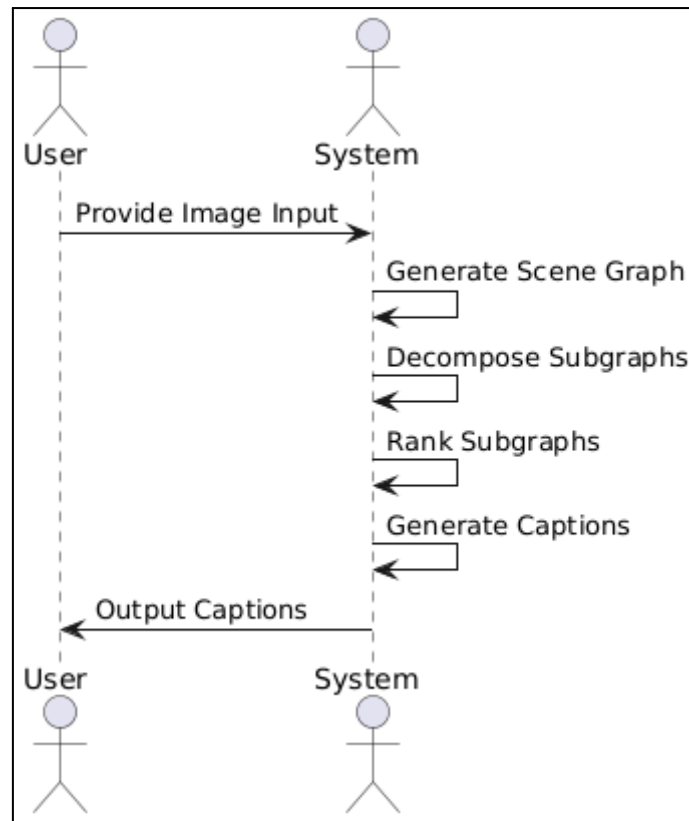 User
System
Provide Image Input
Generate Scene Graph
Decompose Subgraphs
Rank Subgraphs
Generate Captions
Output Captions
User
System